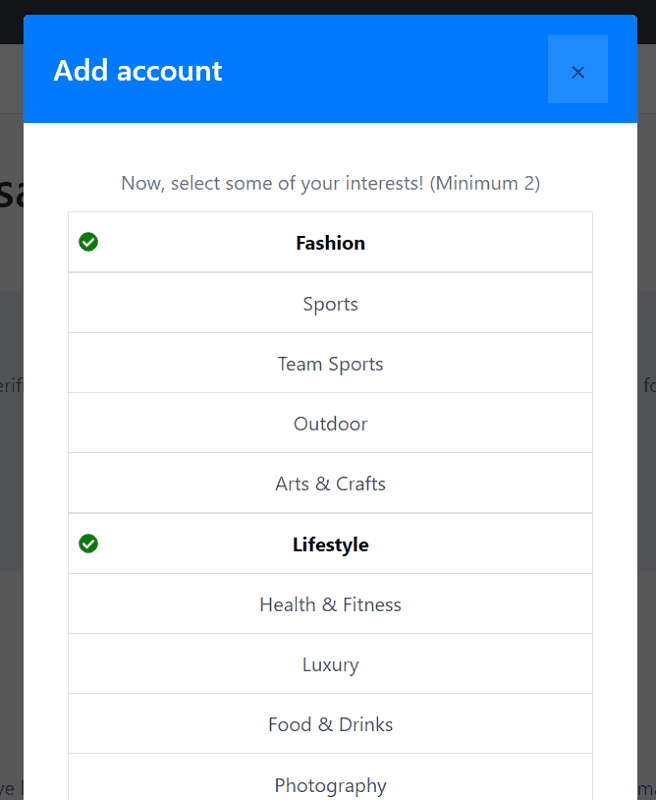 Add account
×
Now, select some of your interests! (Minimum 2)
Fashion
Sports
Team Sports
Outdoor
Arts & Crafts
Lifestyle
Health & Fitness
Luxury
Food & Drinks
Photography